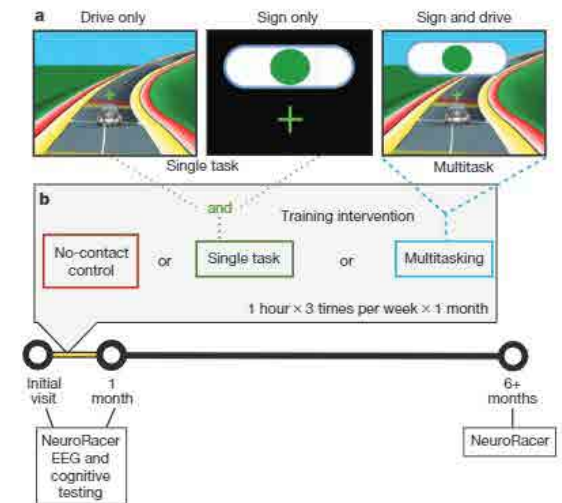 a
Drive only
Sign only
Sign and drive
Single task
Multitask
b
and
Training intervention
No-contact
control
or
Single task
or
Multitasking
1 hour × 3 times per week × 1 month
Initial
visit
1
month
6+
months
NeuroRacer
EEG and
cognitive
testing
NeuroRacer